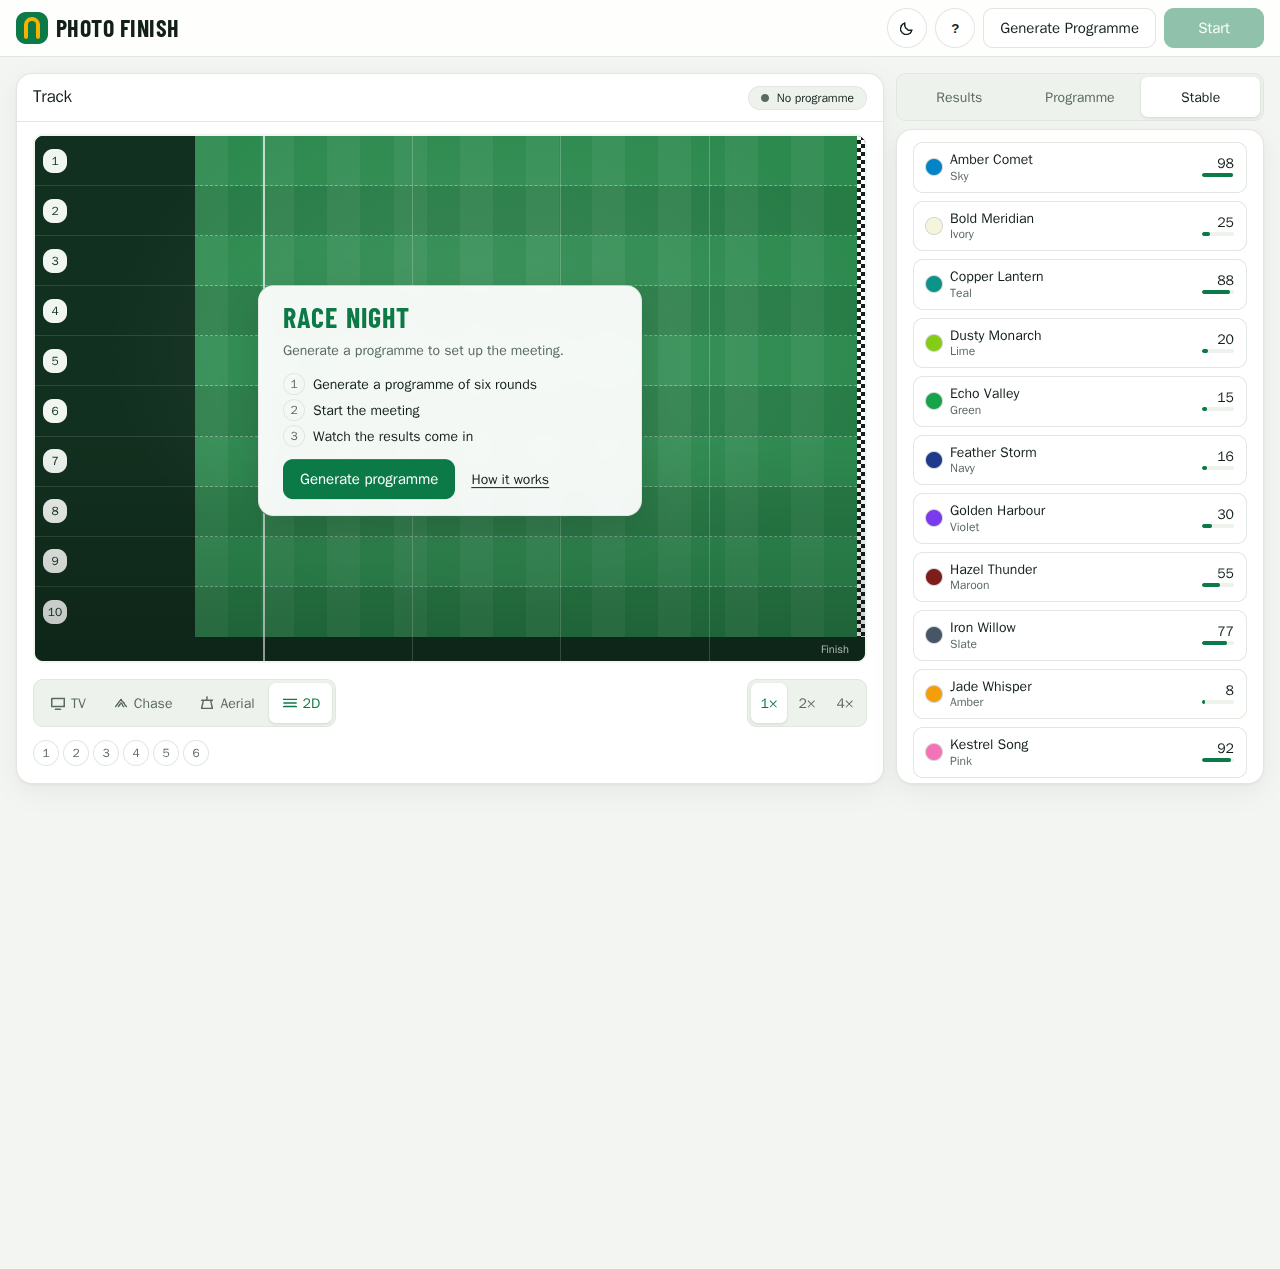 PHOTO FINISH
?
Generate Programme
Start
Track
No programme
1
2
3
4
5
6
7
8
9
10
RACE NIGHT
Generate a programme to set up the meeting.
1 Generate a programme of six rounds
2 Start the meeting
3 Watch the results come in
Generate programme How it works
Finish
TV Chase Aerial 2D
1× 2× 4×
1 2 3 4 5 6
Results Programme Stable
Amber Comet 98
Sky
Bold Meridian 25
Ivory
Copper Lantern 88
Teal
Dusty Monarch 20
Lime
Echo Valley 15
Green
Feather Storm 16
Navy
Golden Harbour 30
Violet
Hazel Thunder 55
Maroon
Iron Willow 77
Slate
Jade Whisper 8
Amber
Kestrel Song 92
Pink